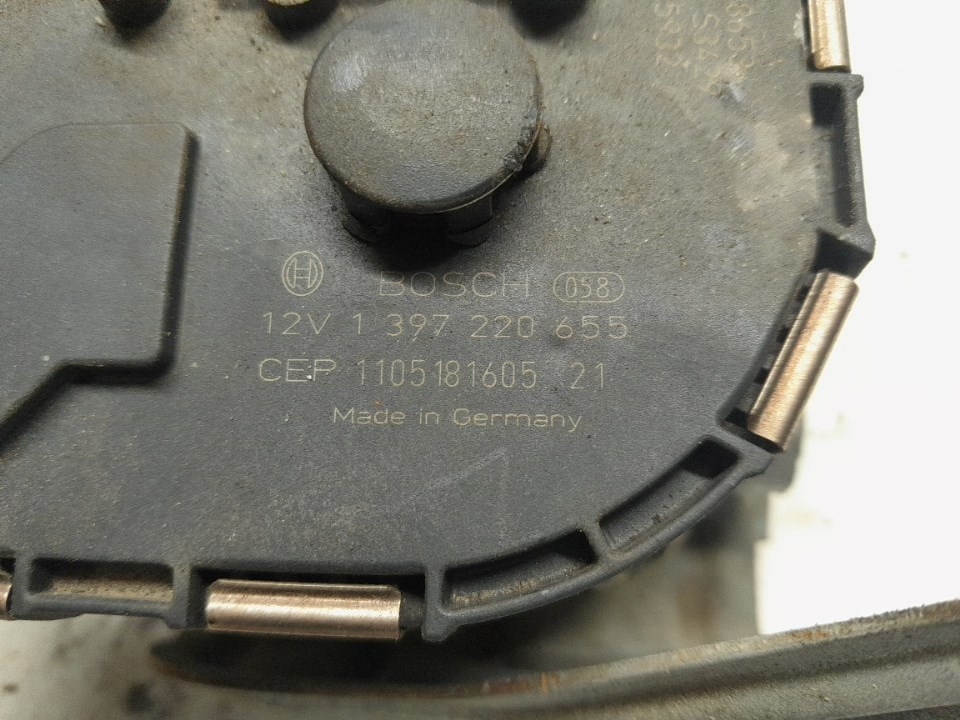 BOSCH 058
12V 1 397 220 655
CEP 1105181605 21
Made in Germany